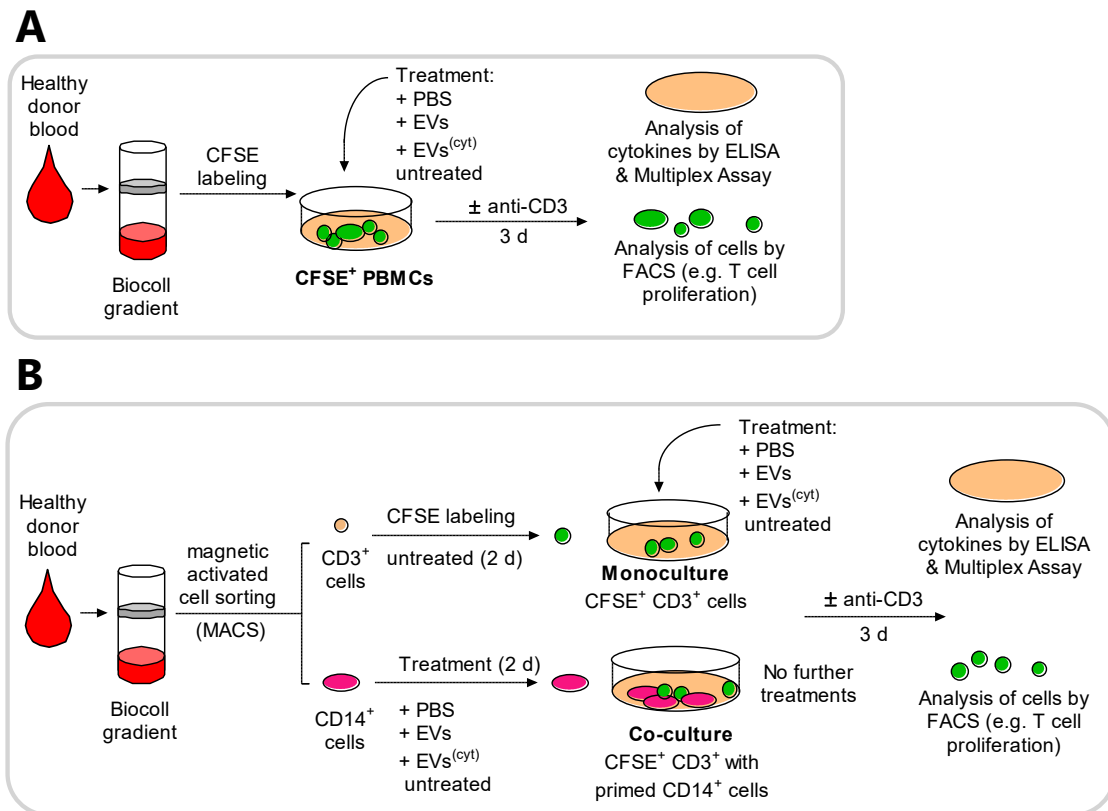 A
Healthy
donor
blood
Biocoll
gradient
CFSE
labeling
Treatment:
+ PBS
+ EVs
+ EVs(cyt)
untreated
CFSE+ PBMCs
± anti-CD3
3 d
Analysis of
cytokines by ELISA
& Multiplex Assay
Analysis of cells by
FACS (e.g. T cell
proliferation)
B
Healthy
donor
blood
Biocoll
gradient
magnetic
activated
cell sorting
(MACS)
CD3+
cells
CFSE labeling
untreated (2 d)
Treatment:
+ PBS
+ EVs
+ EVs(cyt)
untreated
Monoculture
CFSE+ CD3+ cells
CD14+
cells
Treatment (2 d)
+ PBS
+ EVs
+ EVs(cyt)
untreated
Co-culture
CFSE+ CD3+ with
primed CD14+ cells
No further
treatments
± anti-CD3
3 d
Analysis of
cytokines by ELISA
& Multiplex Assay
Analysis of cells by
FACS (e.g. T cell
proliferation)